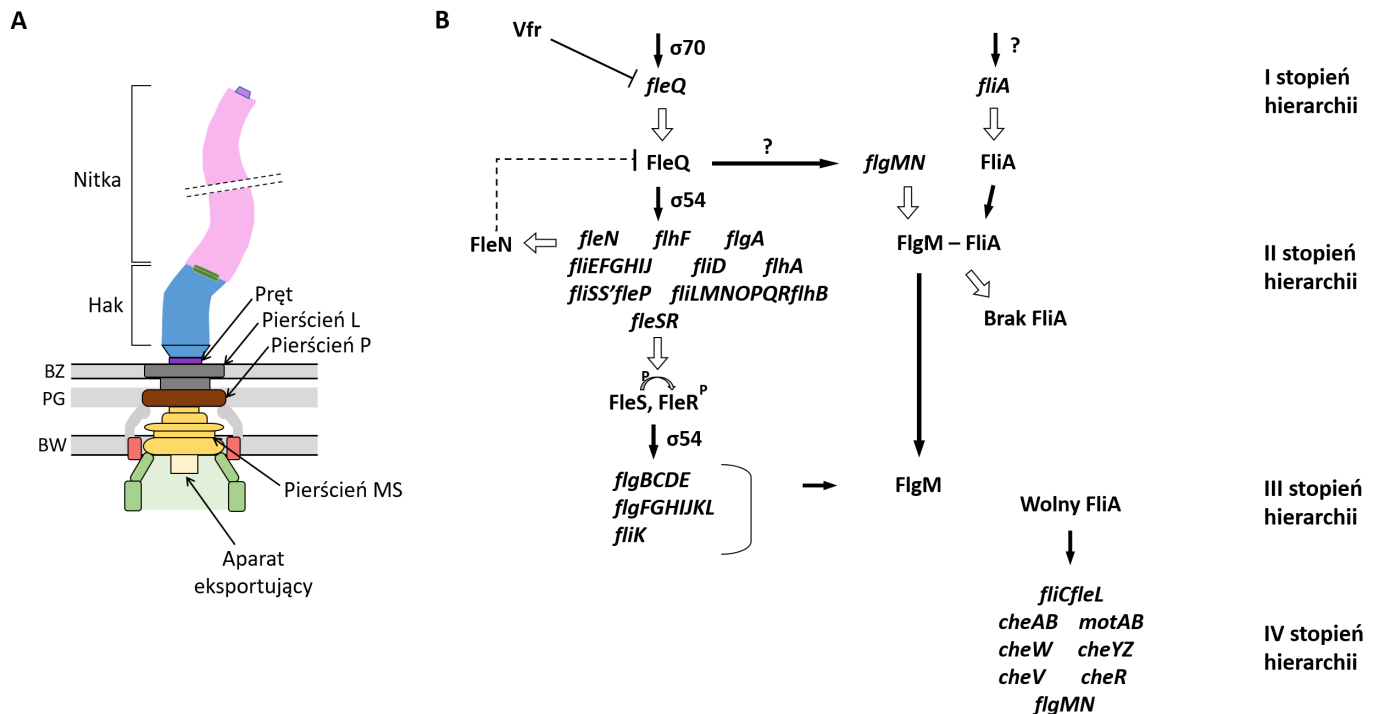 A
Nitka
Hak
Pręt
Pierścień L
Pierścień P
BZ
PG
BW
Pierścień MS
Aparat
eksportujący
B
Vfr
σ70
?
fleQ
fliA
I stopień
hierarchii
FleQ
?
flgMN
FliA
σ54
FleN
fleN flhF flgA
fliEFGHIJ fliD flhA
fliSS’fleP fliLMNOPQRflhB
fleSR
FlgM – FliA
Brak FliA
II stopień
hierarchii
P
FleS, FleR P
σ54
flgBCDE
flgFGHIJKL
fliK
FlgM
Wolny FliA
III stopień
hierarchii
fliCfleL
cheAB motAB
cheW cheYZ
cheV cheR
flgMN
IV stopień
hierarchii